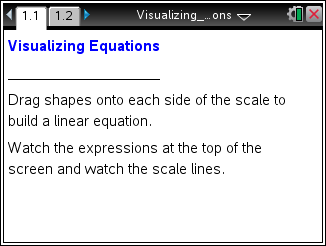 1.1 1.2 Visualizing_...ons
Visualizing Equations
Drag shapes onto each side of the scale to
build a linear equation.
Watch the expressions at the top of the
screen and watch the scale lines.